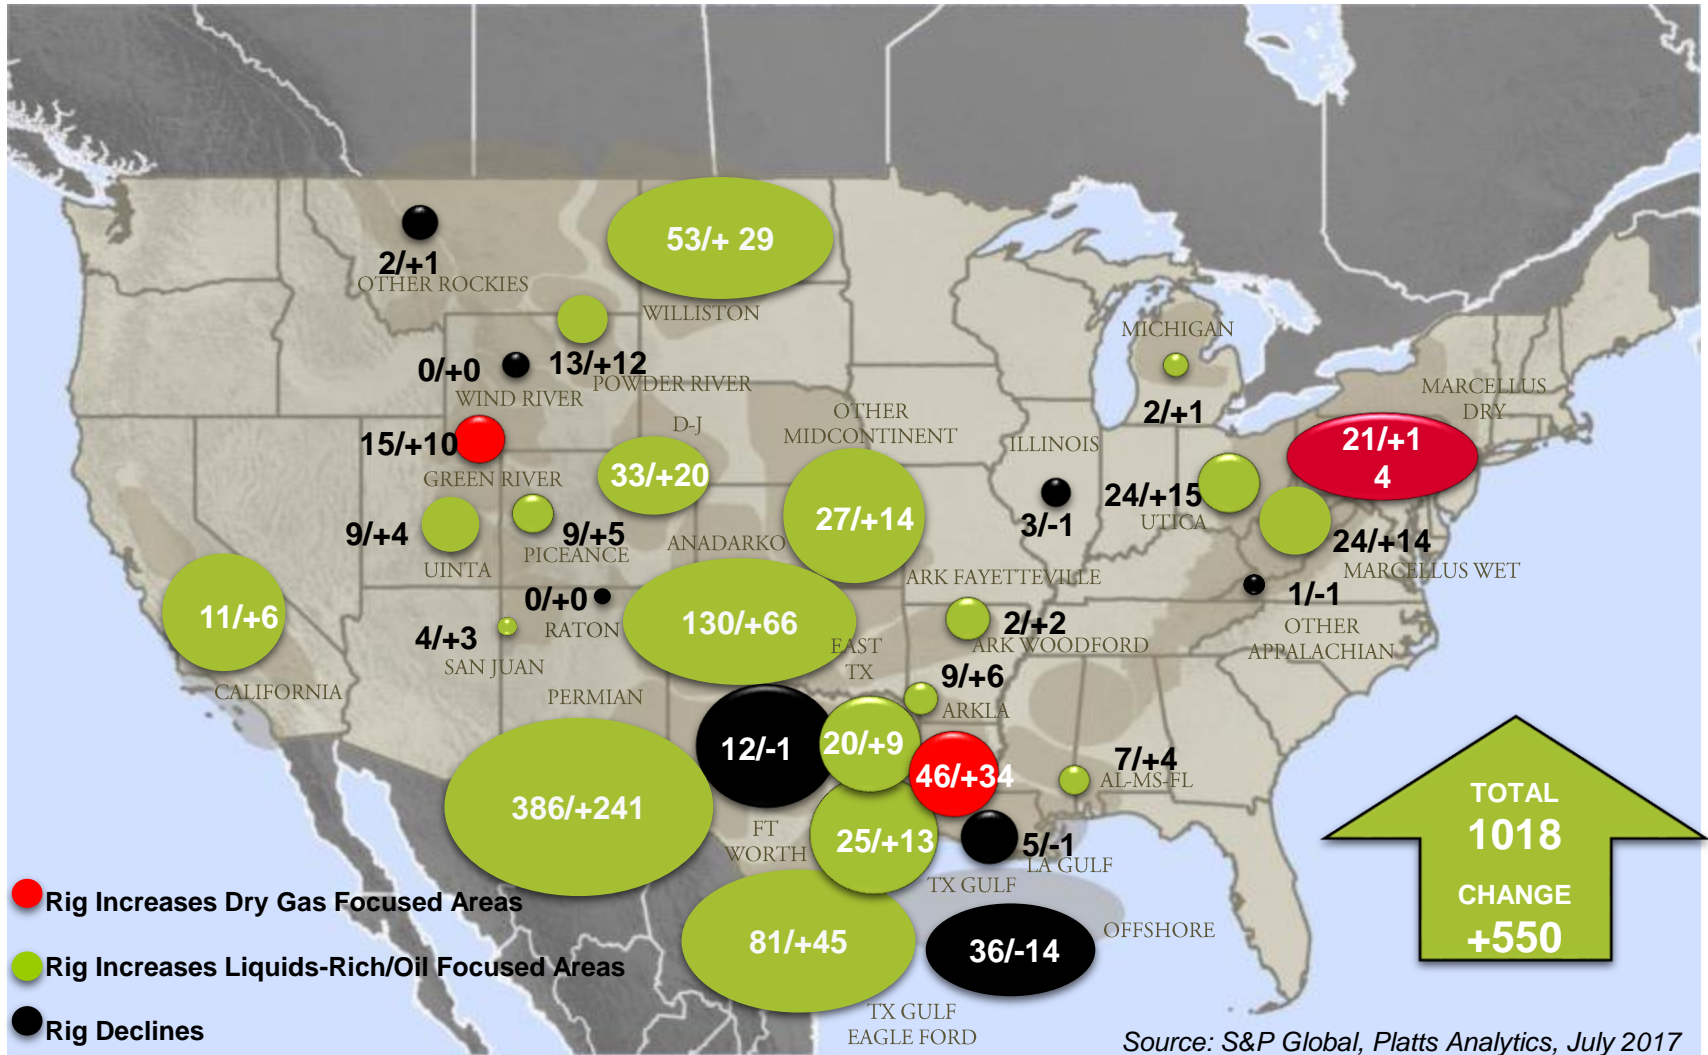 53/+ 29
2/+1
OTHER ROCKIES
WILLISTON
MICHIGAN
0/+0
13/+12
POWDER RIVER
WIND RIVER
2/+1
MARCELLUS
DRY
15/+10
GREEN RIVER
D-J
33/+20
OTHER
MIDCONTINENT
ILLINOIS
21/+1
4
27/+14
3/-1
24/+15
UTICA
9/+4
UINTA
9/+5
PICEANCE
ANADARKO
24/+14
MARCELLUS WET
ARK FAYETTEVILLE
11/+6
CALIFORNIA
0/+0
RATON
4/+3
SAN JUAN
130/+66
EAST
TX
2/+2
ARK WOODFORD
1/-1
OTHER
APPALACHIAN
PERMIAN
9/+6
ARKLA
12/-1
20/+9
46/+34
7/+4
AL-MS-FL
386/+241
FT
WORTH
25/+13
5/-1
LA GULF
TX GULF
TOTAL
1018
CHANGE
+550
81/+45
36/-14
OFFSHORE
TX GULF
EAGLE FORD
Rig Increases Dry Gas Focused Areas
Rig Increases Liquids-Rich/Oil Focused Areas
Rig Declines
Source: S&P Global, Platts Analytics, July 2017